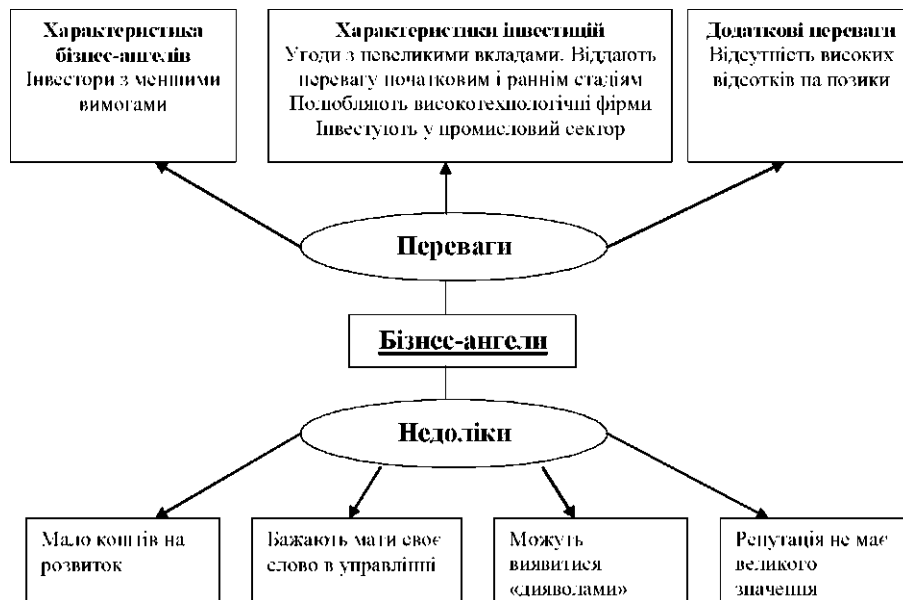 Характеристика
бізнес-ангелів
Інвестори з меншими
вимогами
Характеристики інвестицій
Угоди з невеликими вкладами. Віддають
перевагу початковим і раннім стадіям
Полюбляють високотехнологічні фірми
Інвестують у промисловий сектор
Додаткові переваги
Відсутність високих
відсотків на позики
Переваги
Бізнес-ангели
Недоліки
Мало коштів на
розвиток
Бажають мати своє
слово в управлінні
Можуть
виявитися
«дияволами»
Репутація не має
великого
значення